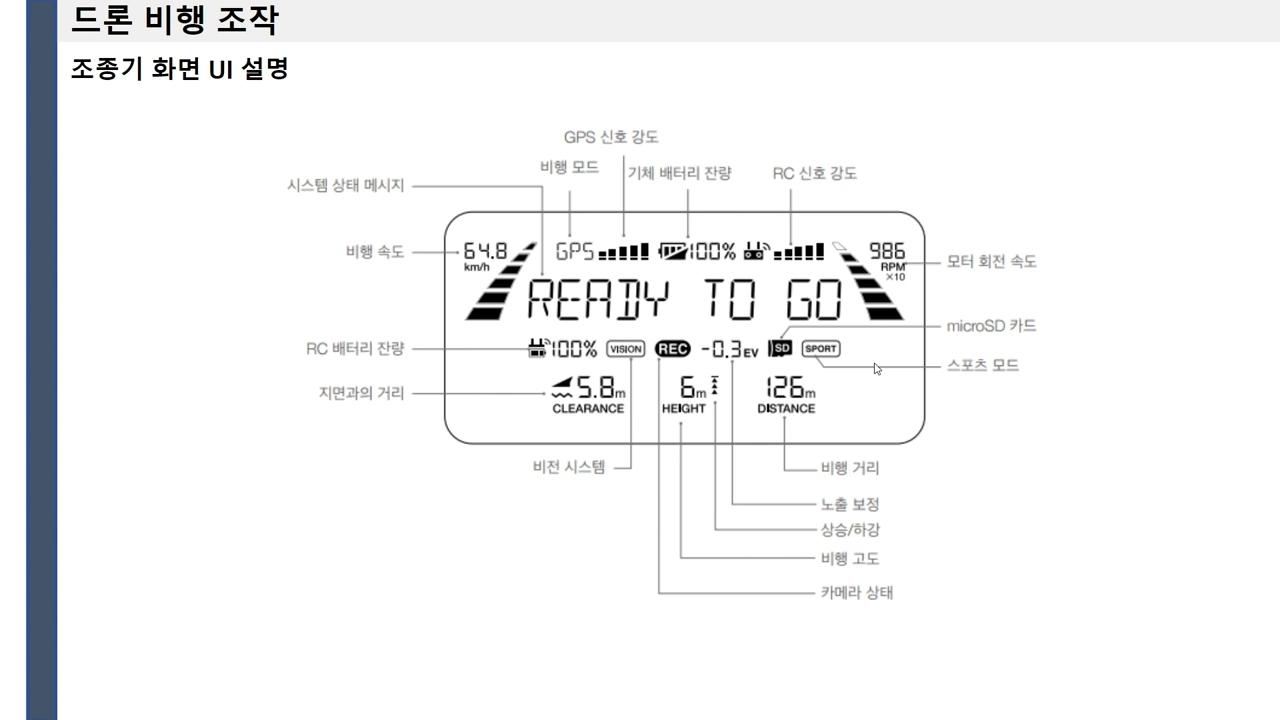 드론 비행 조작
조종기 화면 UI 설명
GPS 신호 강도
비행 모드
기체 배터리 잔량
RC 신호 강도
시스템 상태 메시지
비행 속도
64.8
km/h
GPS
100%
986
RPM
×10
모터 회전 속도
READY TO GO
microSD 카드
RC 배터리 잔량
100%
VISION
REC
-0.3EV
SD
SPORT
스포츠 모드
지면과의 거리
5.8m
6m
126m
CLEARANCE
HEIGHT
DISTANCE
비전 시스템
비행 거리
노출 보정
상승/하강
비행 고도
카메라 상태